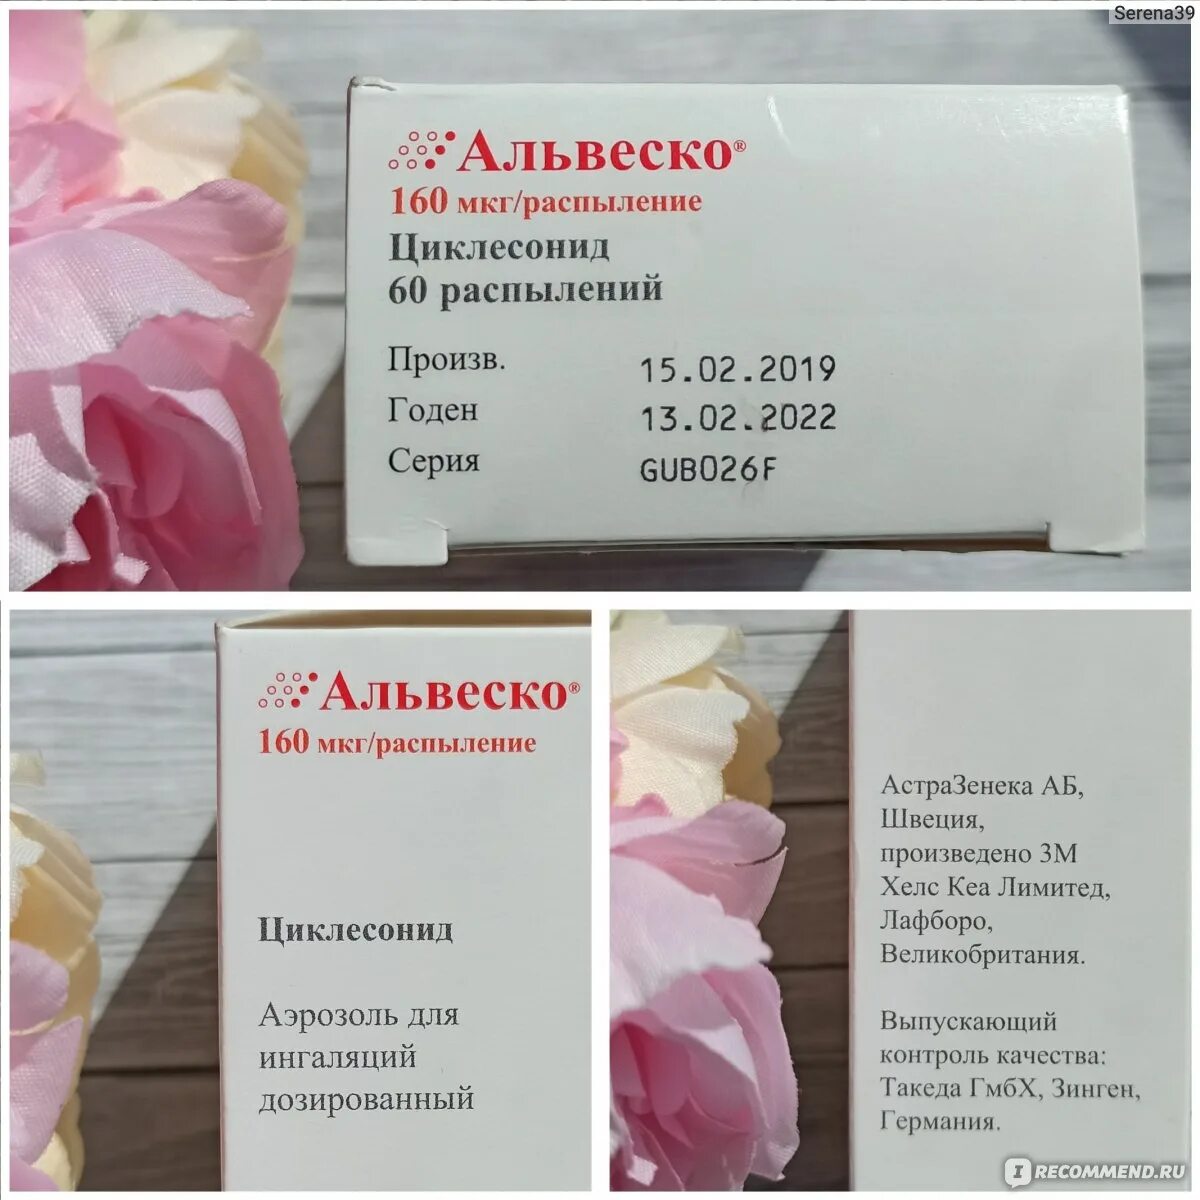 Serena39
Альвеско®
160 мкг/распыление
Циклесонид
60 распылений
Произв. 15.02.2019
Годен 13.02.2022
Серия GUB026F
Альвеско®
160 мкг/распыление
Циклесонид
Аэрозоль для
ингаляций
дозированный
АстраЗенека АБ,
Швеция,
произведено 3М
Хелс Кеа Лимитед,
Лафборо,
Великобритания.
Выпускающий
контроль качества:
Такеда ГмбХ, Зинген,
Германия.
I RECOMMEND.RU